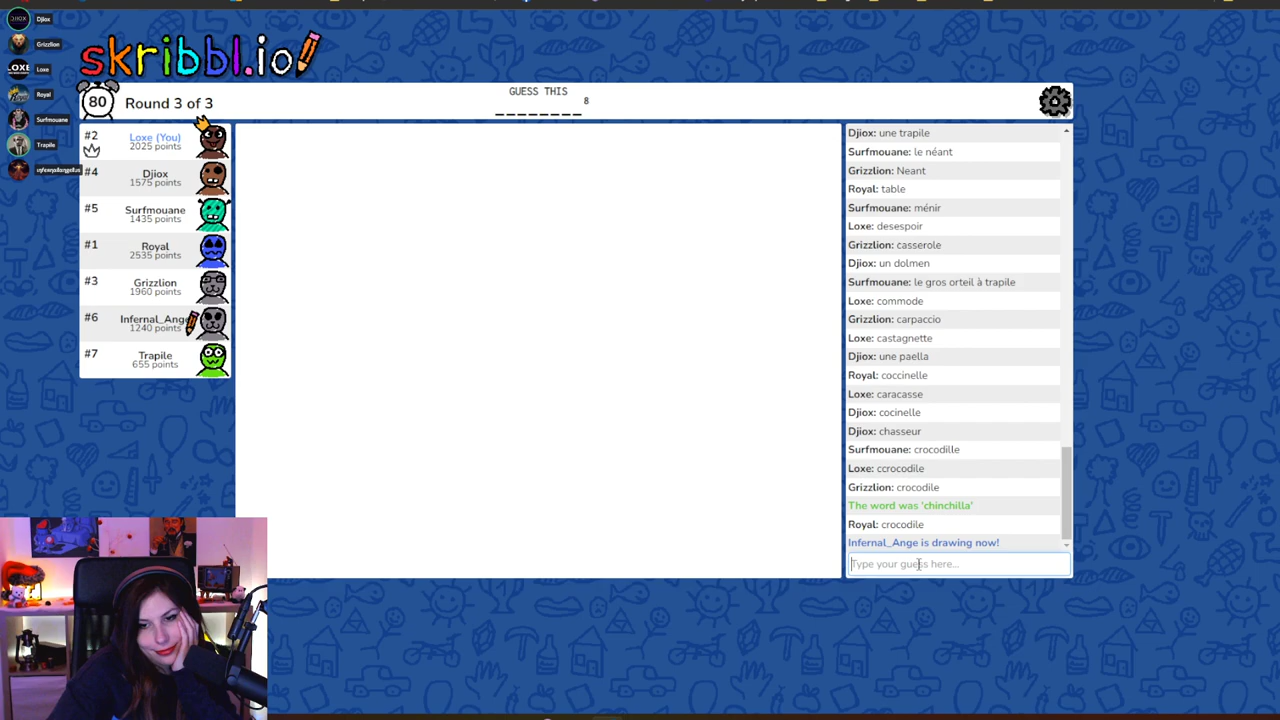 DJIOX
Djiox
Grizzlion
LOXE
Loxe
Royal
Surfmouane
Trapile
infernallangellus
skribbl.io
80
Round 3 of 3
GUESS THIS
________ 8
#2
Loxe (You)
2025 points
#4
Djiox
1575 points
#5
Surfmouane
1435 points
#1
Royal
2535 points
#3
Grizzlion
1960 points
#6
Infernal_Ange
1240 points
#7
Trapile
655 points
Djiox: une trapile
Surfmouane: le néant
Grizzlion: Neant
Royal: table
Surfmouane: ménir
Loxe: desespoir
Grizzlion: casserole
Djiox: un dolmen
Surfmouane: le gros orteil à trapile
Loxe: commode
Grizzlion: carpaccio
Loxe: castagnette
Djiox: une paella
Royal: coccinelle
Loxe: caracasse
Djiox: cocinelle
Djiox: chasseur
Surfmouane: crocodille
Loxe: ccrocodile
Grizzlion: crocodile
The word was 'chinchilla'
Royal: crocodile
Infernal_Ange is drawing now!
Type your guess here...